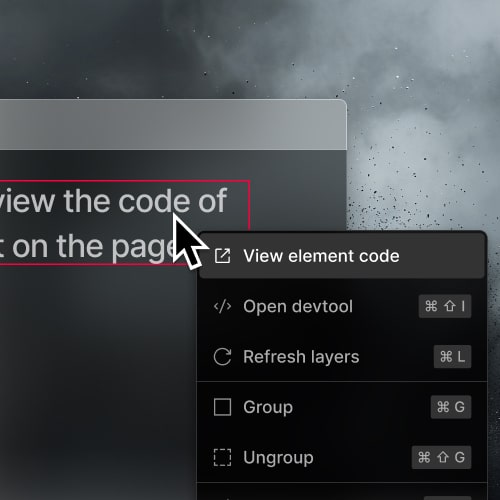 view the code of
t on the page
View element code
Open devtool ⌘ ⇧ I
Refresh layers ⌘ L
Group ⌘ G
Ungroup ⌘ ⇧ G